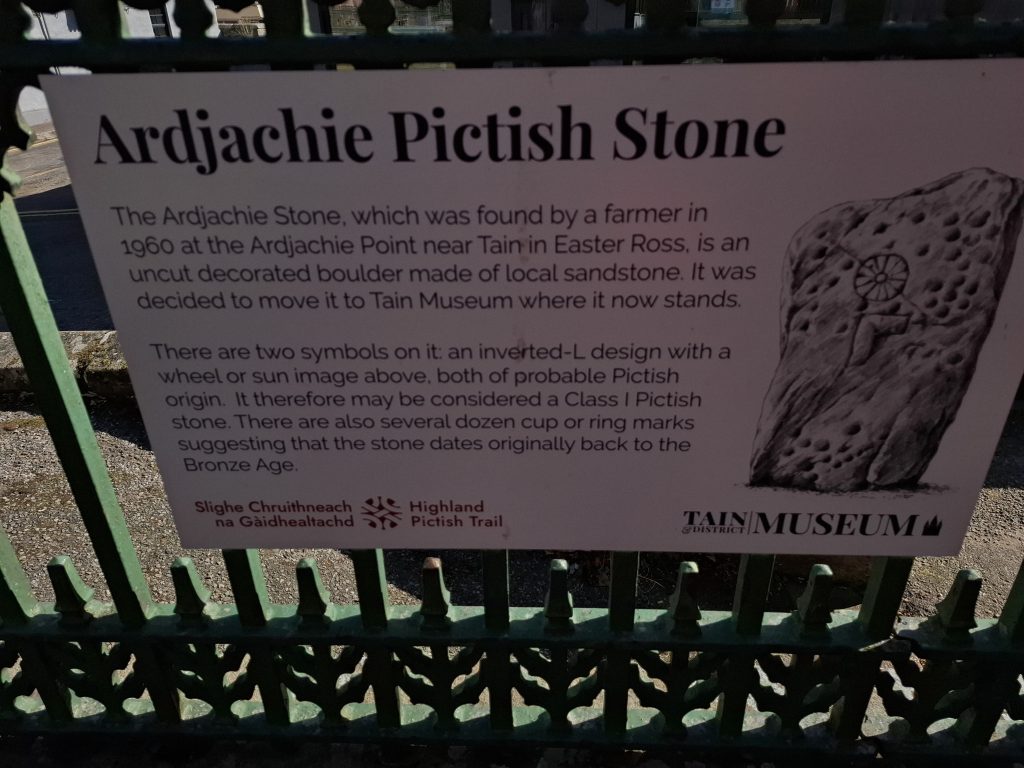 Ardjachie Pictish Stone
The Ardjachie Stone, which was found by a farmer in
1960 at the Ardjachie Point near Tain in Easter Ross, is an
uncut decorated boulder made of local sandstone. It was
decided to move it to Tain Museum where it now stands.
There are two symbols on it: an inverted-L design with a
wheel or sun image above, both of probable Pictish
origin. It therefore may be considered a Class I Pictish
stone. There are also several dozen cup or ring marks
suggesting that the stone dates originally back to the
Bronze Age.
Slighe Chruithneach
na Gàidhealtachd
Highland
Pictish Trail
TAIN
& DISTRICT
MUSEUM